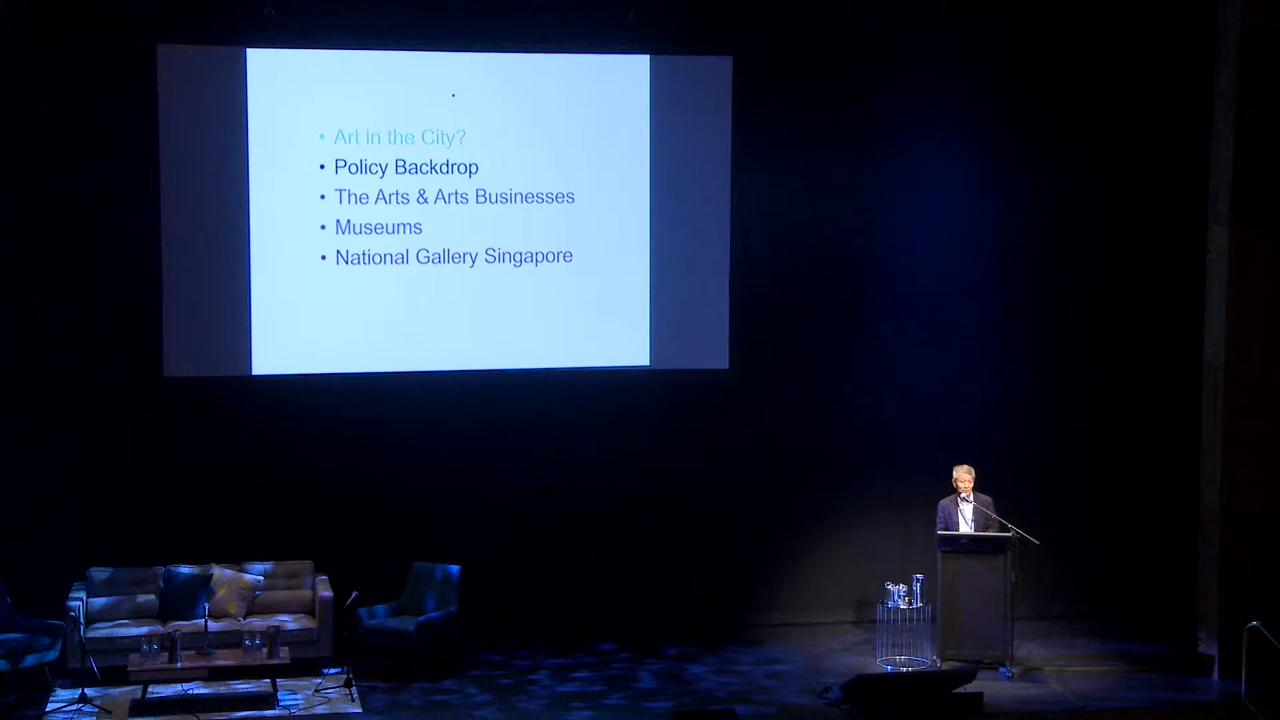 • Art in the City?
• Policy Backdrop
• The Arts & Arts Businesses
• Museums
• National Gallery Singapore